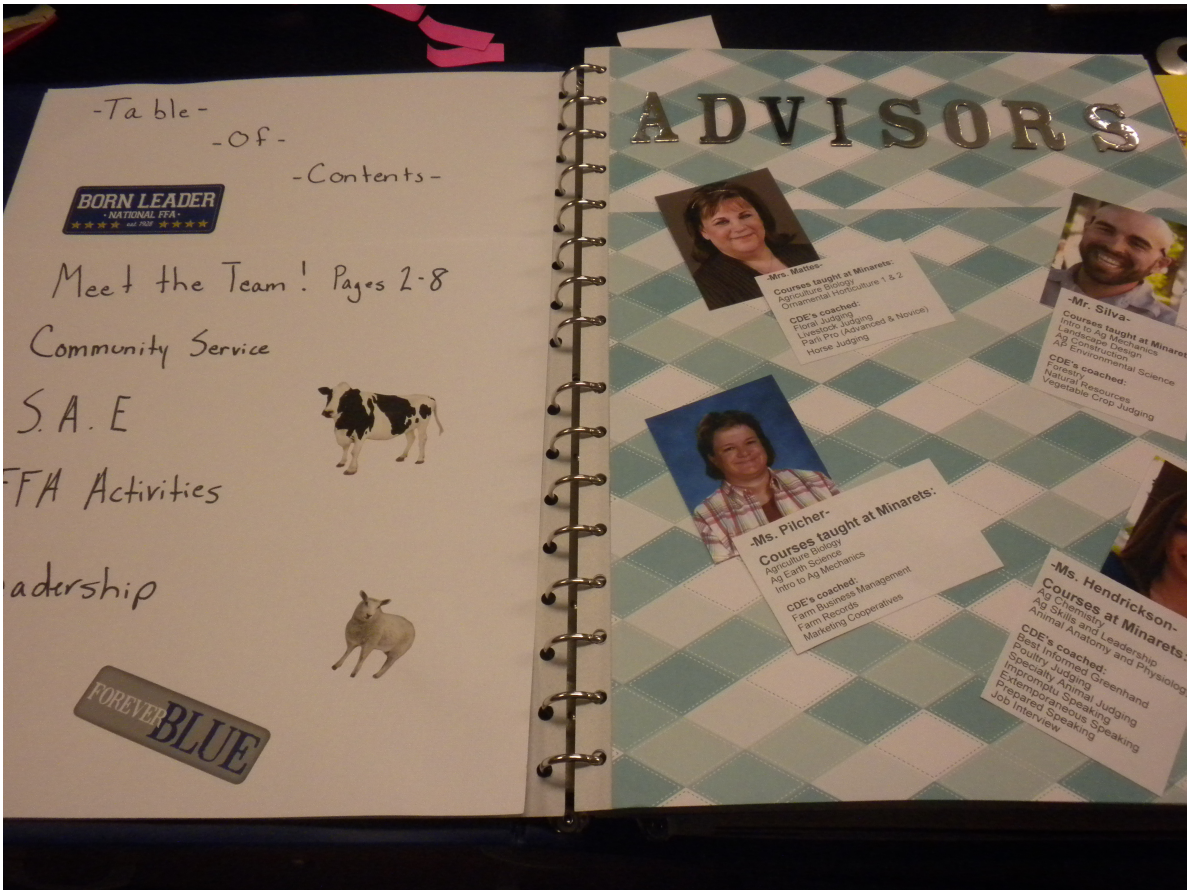 -Table-
-Of-
-Contents-
BORN LEADER
· NATIONAL FFA ·
est 1928
Meet the Team! Pages 2-8
Community Service
S.A.E
FFA Activities
eadership
FOREVER BLUE
ADVISORS
-Mrs. Mattes-
Courses taught at Minarets:
Agriculture Biology
Ornamental Horticulture 1 & 2
CDE's coached:
Floral Judging
Livestock Judging
Parli Pro (Advanced & Novice)
Horse Judging
-Mr. Silva-
Courses taught at Minaret
Intro to Ag Mechanics
Landscape Design
Ag Construction
AP Environmental Science
CDE's coached:
Forestry
Natural Resources
Vegetable Crop Judging
-Ms. Pilcher-
Courses taught at Minarets:
Agriculture Biology
Ag Earth Science
Intro to Ag Mechanics
CDE's coached:
Farm Business Management
Farm Records
Marketing Cooperatives
-Ms. Hendrickson-
Courses at Minarets:
Ag Chemistry
Ag Skills and Leadership
Animal Anatomy and Physiolog
CDE's coached:
Best Informed Greenhand
Poultry Judging
Specialty Animal Judging
Impromptu Speaking
Extemporaneous Speaking
Prepared Speaking
Job Interview